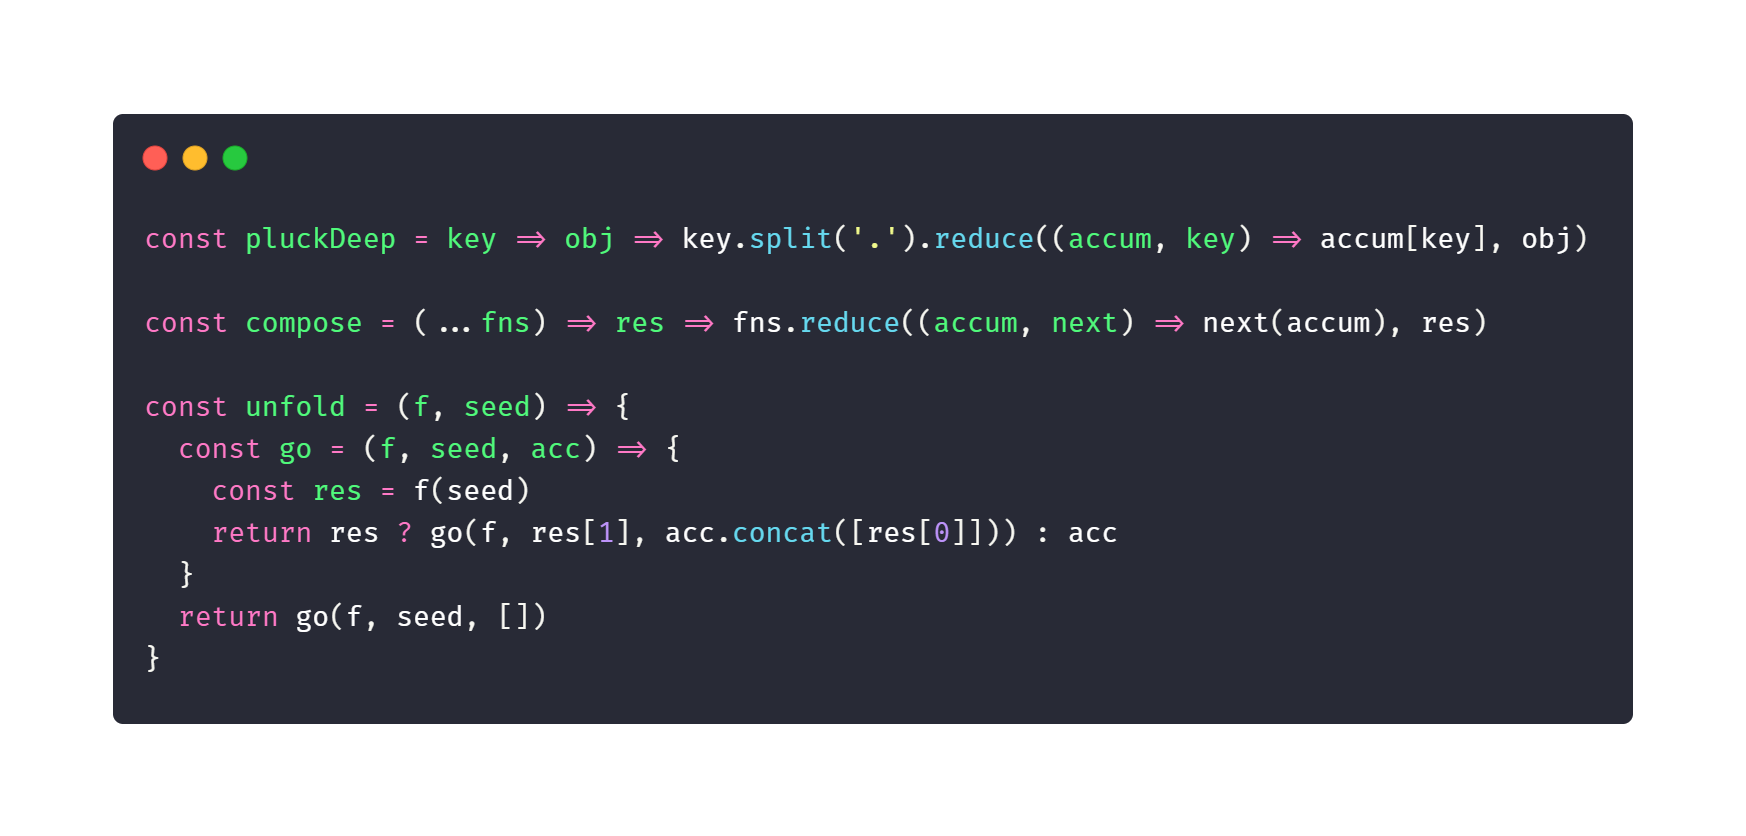 const pluckDeep = key => obj => key.split('.').reduce((accum, key) => accum[key], obj)
const compose = (...fns) => res => fns.reduce((accum, next) => next(accum), res)
const unfold = (f, seed) => {
  const go = (f, seed, acc) => {
    const res = f(seed)
    return res ? go(f, res[1], acc.concat([res[0]])) : acc
  }
  return go(f, seed, [])
}